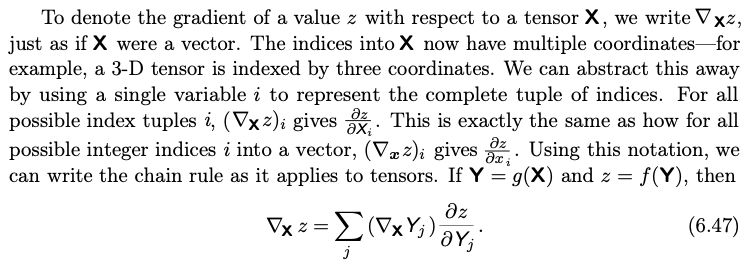 To denote the gradient of a value z with respect to a tensor X, we write ∇_X z,
just as if X were a vector. The indices into X now have multiple coordinates—for
example, a 3-D tensor is indexed by three coordinates. We can abstract this away
by using a single variable i to represent the complete tuple of indices. For all
possible index tuples i, (∇_X z)_i gives ∂z/∂X_i. This is exactly the same as how for all
possible integer indices i into a vector, (∇_x z)_i gives ∂z/∂x_i. Using this notation, we
can write the chain rule as it applies to tensors. If Y = g(X) and z = f(Y), then
∇_X z = ∑_j (∇_X Y_j) ∂z/∂Y_j. (6.47)